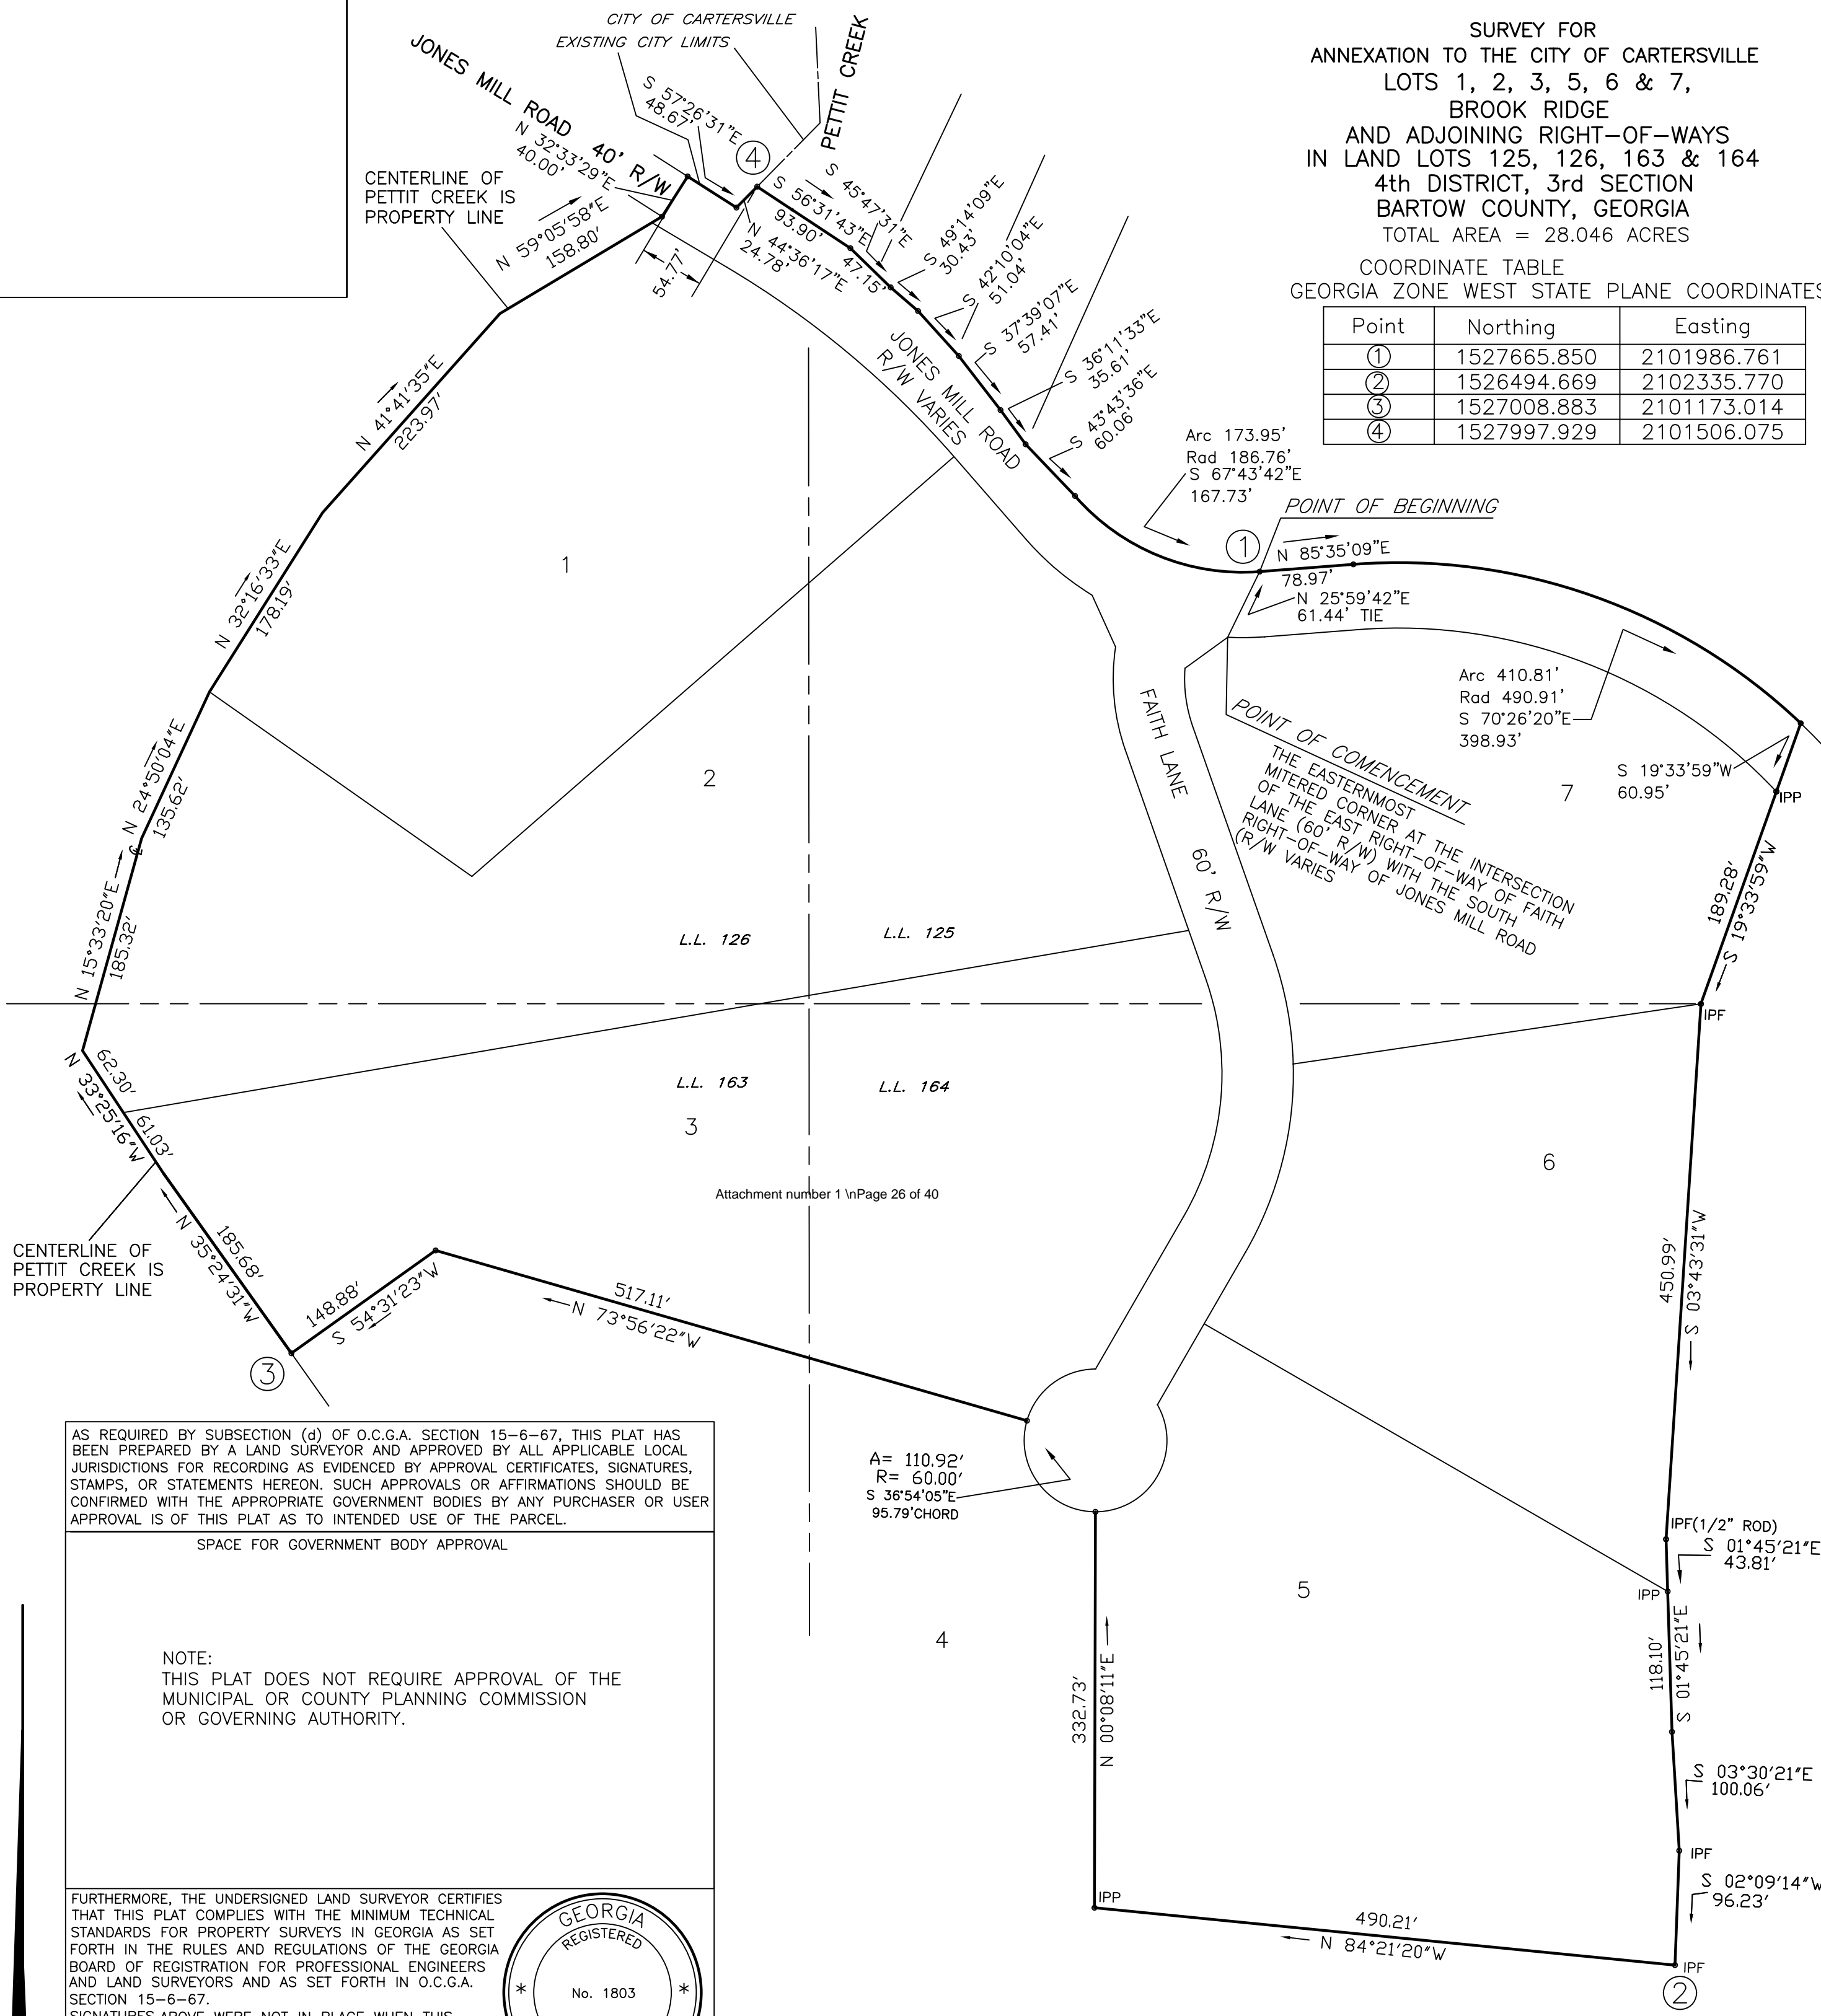 SURVEY FOR
ANNEXATION TO THE CITY OF CARTERSVILLE
LOTS 1, 2, 3, 5, 6 & 7,
BROOK RIDGE
AND ADJOINING RIGHT-OF-WAYS
IN LAND LOTS 125, 126, 163 & 164
4th DISTRICT, 3rd SECTION
BARTOW COUNTY, GEORGIA
TOTAL AREA = 28.046 ACRES
COORDINATE TABLE
GEORGIA ZONE WEST STATE PLANE COORDINATES
Point Northing Easting
1 1527665.850 2101986.761
2 1526494.669 2102335.770
3 1527008.883 2101173.014
4 1527997.929 2101506.075
CITY OF CARTERSVILLE
EXISTING CITY LIMITS
PETTIT CREEK
JONES MILL ROAD 40' R/W
S 57°26'31"E
48.67'
4
N 32°33'29"E
40.00'
CENTERLINE OF
PETTIT CREEK IS
PROPERTY LINE
N 59°05'58"E
158.80'
54.77'
N 44°36'17"E
24.78'
S 56°31'43"E
93.90'
S 45°47'31"E
47.15'
S 49°14'09"E
30.43'
S 42°10'04"E
51.04'
S 37°39'07"E
57.41'
S 36°11'33"E
35.61'
S 43°43'36"E
60.06'
JONES MILL ROAD
R/W VARIES
Arc 173.95'
Rad 186.76'
S 67°43'42"E
167.73'
POINT OF BEGINNING
1
N 85°35'09"E
78.97'
N 25°59'42"E
61.44' TIE
Arc 410.81'
Rad 490.91'
S 70°26'20"E
398.93'
S 19°33'59"W
60.95'
IPP
7
189.28'
S 19°33'59"W
IPF
POINT OF COMENCEMENT
THE EASTERNMOST
MITERED CORNER AT THE INTERSECTION
OF THE EAST RIGHT-OF-WAY OF FAITH
LANE (60' R/W) WITH THE SOUTH
RIGHT-OF-WAY OF JONES MILL ROAD
(R/W VARIES
FAITH LANE 60' R/W
N 41°41'35"E
223.97'
N 32°16'33"E
178.19'
1
2
℄ N 24°50'04"E
135.62'
N 15°33'20"E
185.32'
L.L. 126
L.L. 125
L.L. 163
L.L. 164
3
6
62.30'
61.03'
N 33°25'16"W
Attachment number 1 \nPage 26 of 40
CENTERLINE OF
PETTIT CREEK IS
PROPERTY LINE
185.68'
N 35°24'31"W
148.88'
S 54°31'23"W
3
517.11'
N 73°56'22"W
450.99'
S 03°43'31"W
A= 110.92'
R= 60.00'
S 36°54'05"E
95.79'CHORD
IPF(1/2" ROD)
S 01°45'21"E
43.81'
IPP
118.10'
S 01°45'21"E
5
4
332.73'
N 00°08'11"E
S 03°30'21"E
100.06'
IPF
S 02°09'14"W
96.23'
IPP
490.21'
N 84°21'20"W
IPF
2
AS REQUIRED BY SUBSECTION (d) OF O.C.G.A. SECTION 15-6-67, THIS PLAT HAS
BEEN PREPARED BY A LAND SURVEYOR AND APPROVED BY ALL APPLICABLE LOCAL
JURISDICTIONS FOR RECORDING AS EVIDENCED BY APPROVAL CERTIFICATES, SIGNATURES,
STAMPS, OR STATEMENTS HEREON. SUCH APPROVALS OR AFFIRMATIONS SHOULD BE
CONFIRMED WITH THE APPROPRIATE GOVERNMENT BODIES BY ANY PURCHASER OR USER
APPROVAL IS OF THIS PLAT AS TO INTENDED USE OF THE PARCEL.
SPACE FOR GOVERNMENT BODY APPROVAL
NOTE:
THIS PLAT DOES NOT REQUIRE APPROVAL OF THE
MUNICIPAL OR COUNTY PLANNING COMMISSION
OR GOVERNING AUTHORITY.
FURTHERMORE, THE UNDERSIGNED LAND SURVEYOR CERTIFIES
THAT THIS PLAT COMPLIES WITH THE MINIMUM TECHNICAL
STANDARDS FOR PROPERTY SURVEYS IN GEORGIA AS SET
FORTH IN THE RULES AND REGULATIONS OF THE GEORGIA
BOARD OF REGISTRATION FOR PROFESSIONAL ENGINEERS
AND LAND SURVEYORS AND AS SET FORTH IN O.C.G.A.
SECTION 15-6-67.
SIGNATURES ABOVE WERE NOT IN PLACE WHEN THIS
GEORGIA
REGISTERED
* No. 1803 *